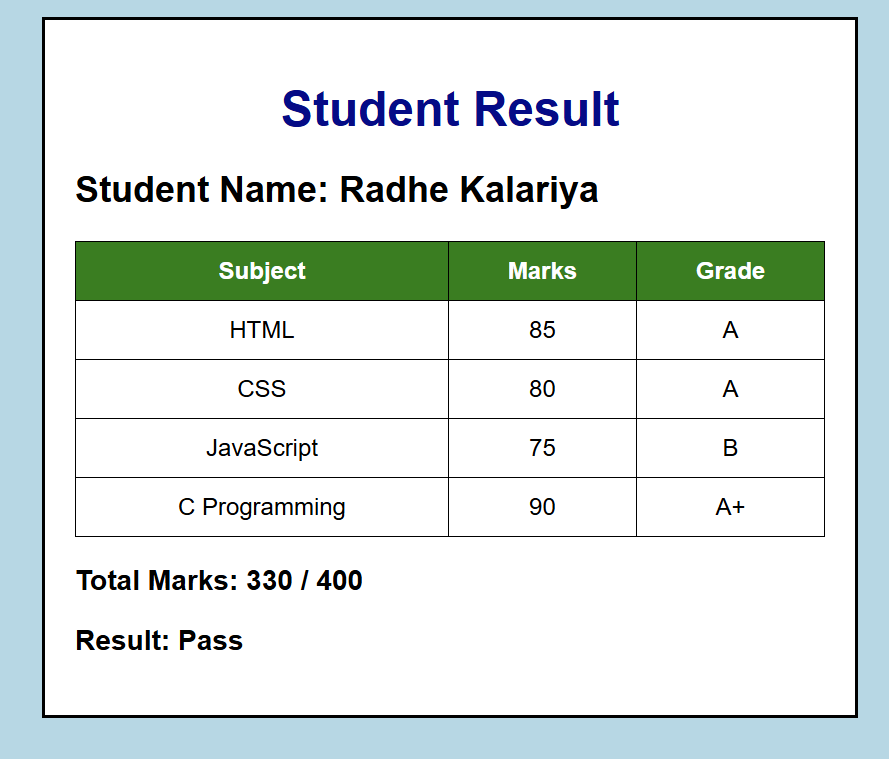 Student Result
Student Name: Radhe Kalariya
Subject Marks Grade
HTML 85 A
CSS 80 A
JavaScript 75 B
C Programming 90 A+
Total Marks: 330 / 400
Result: Pass